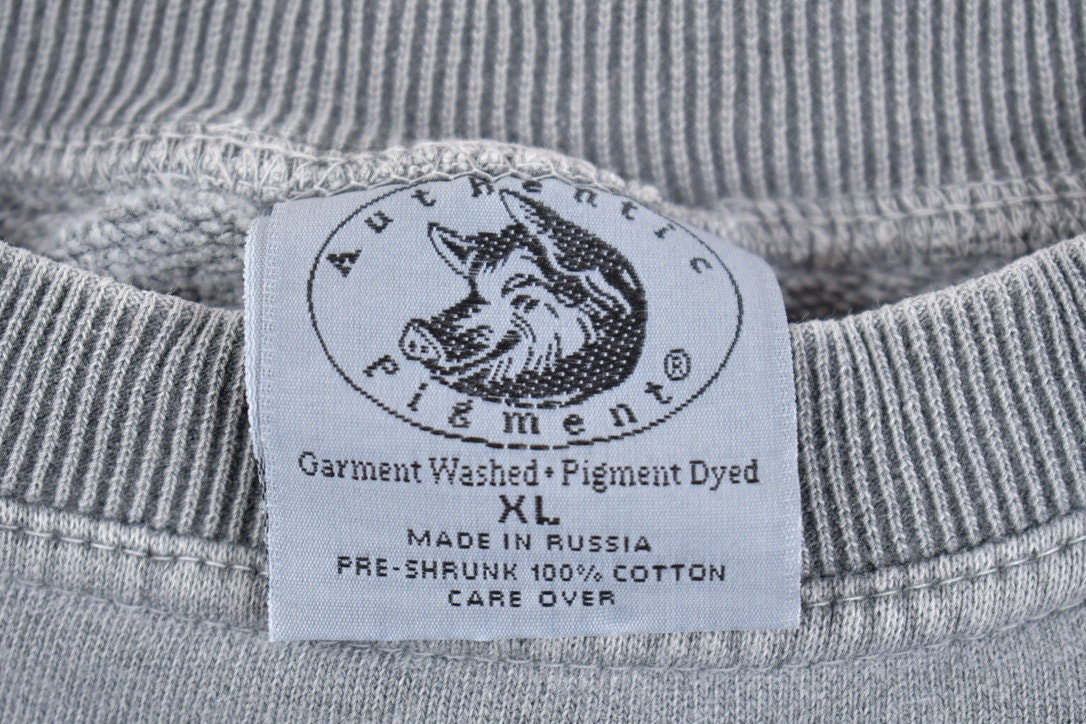 Authentic
Pigment®
Garment Washed • Pigment Dyed
XL
MADE IN RUSSIA
PRE-SHRUNK 100% COTTON
CARE OVER